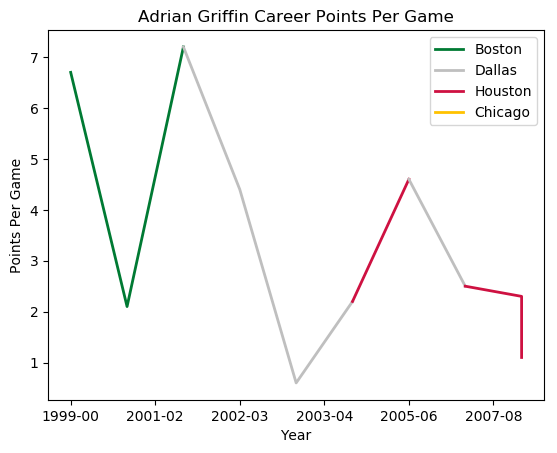 Adrian Griffin Career Points Per Game
Boston
Dallas
Houston
Chicago
Points Per Game
7
6
5
4
3
2
1
1999-00 2001-02 2002-03 2003-04 2005-06 2007-08
Year